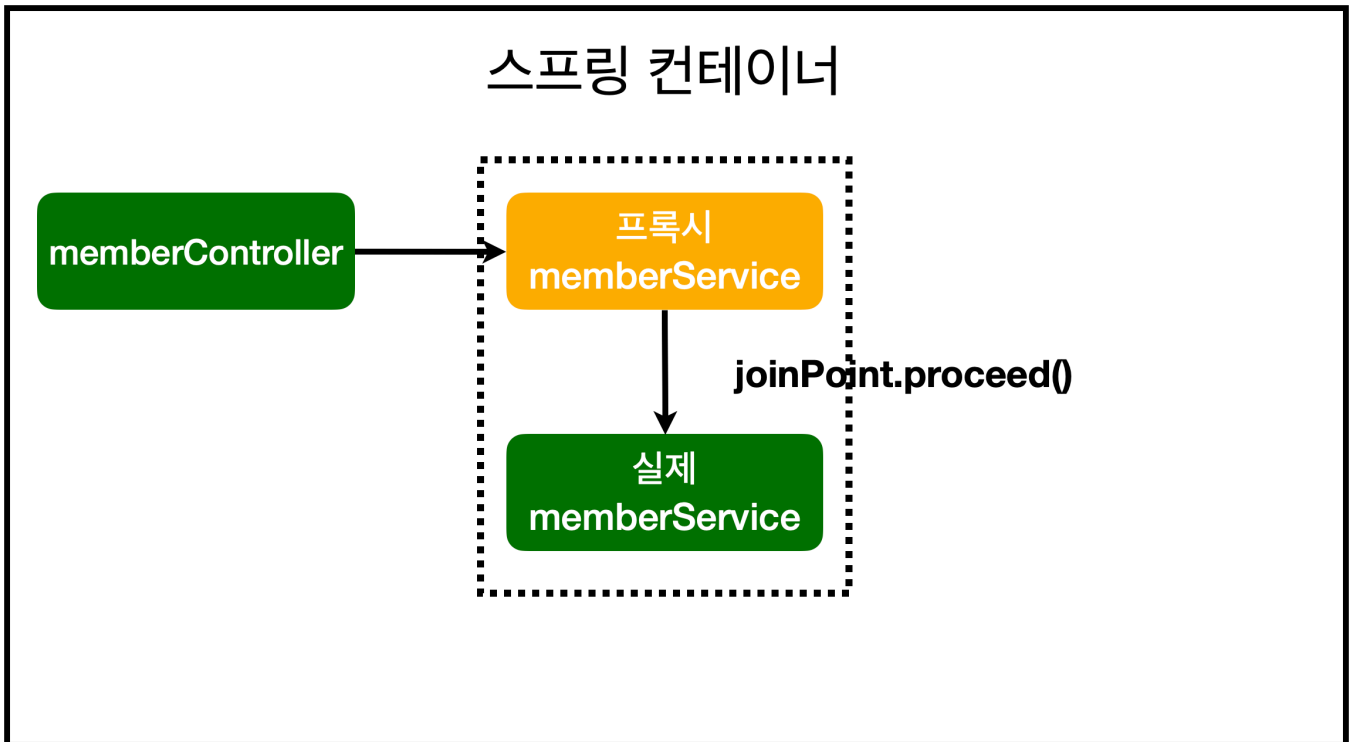 스프링 컨테이너
memberController
프록시
memberService
joinPoint.proceed()
실제
memberService